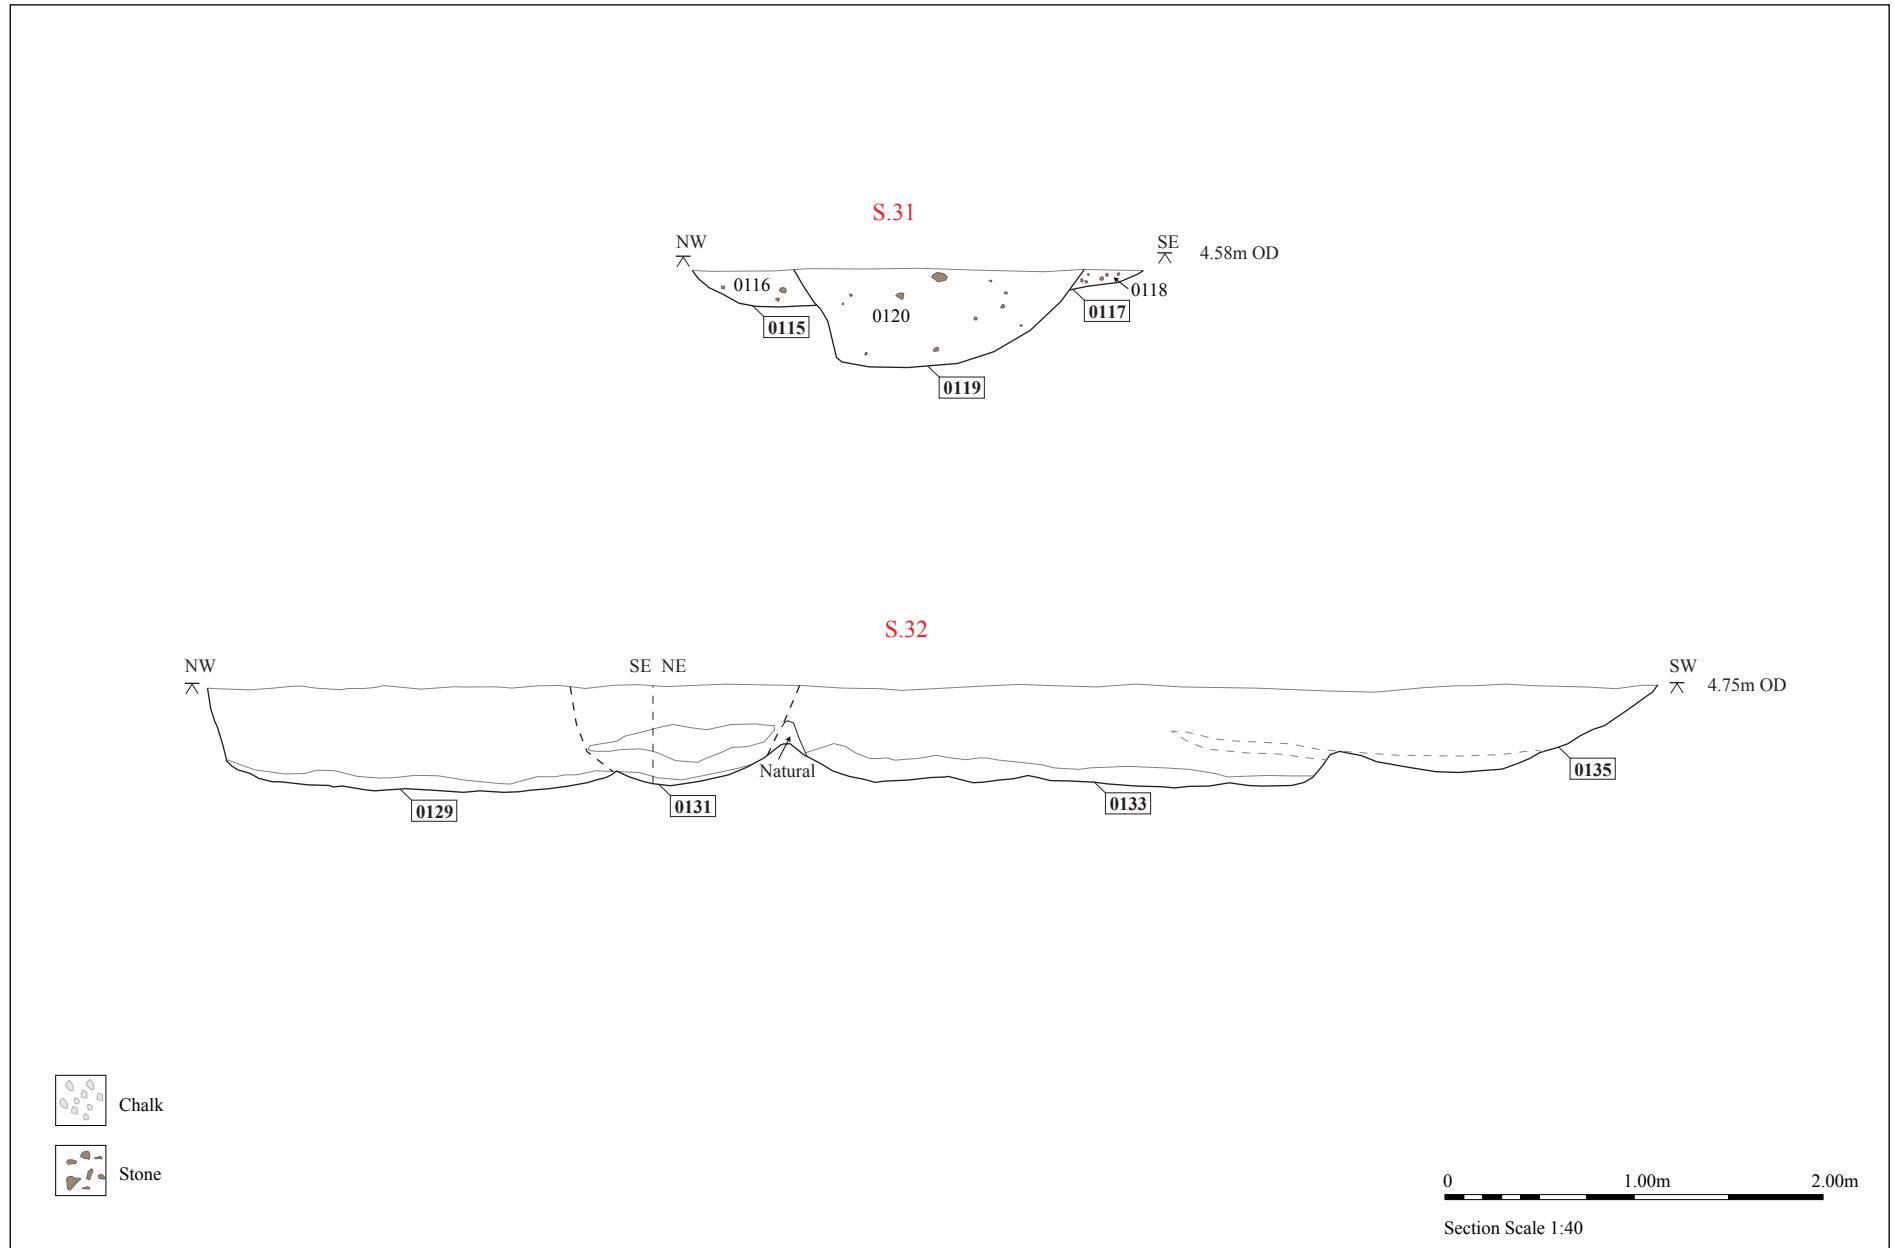 S.31
NW SE 4.58m OD
0116 0118
0120
0115 0117
0119
S.32
NW SE NE SW
4.75m OD
Natural
0129 0131 0133 0135
Chalk
Stone
0 1.00m 2.00m
Section Scale 1:40